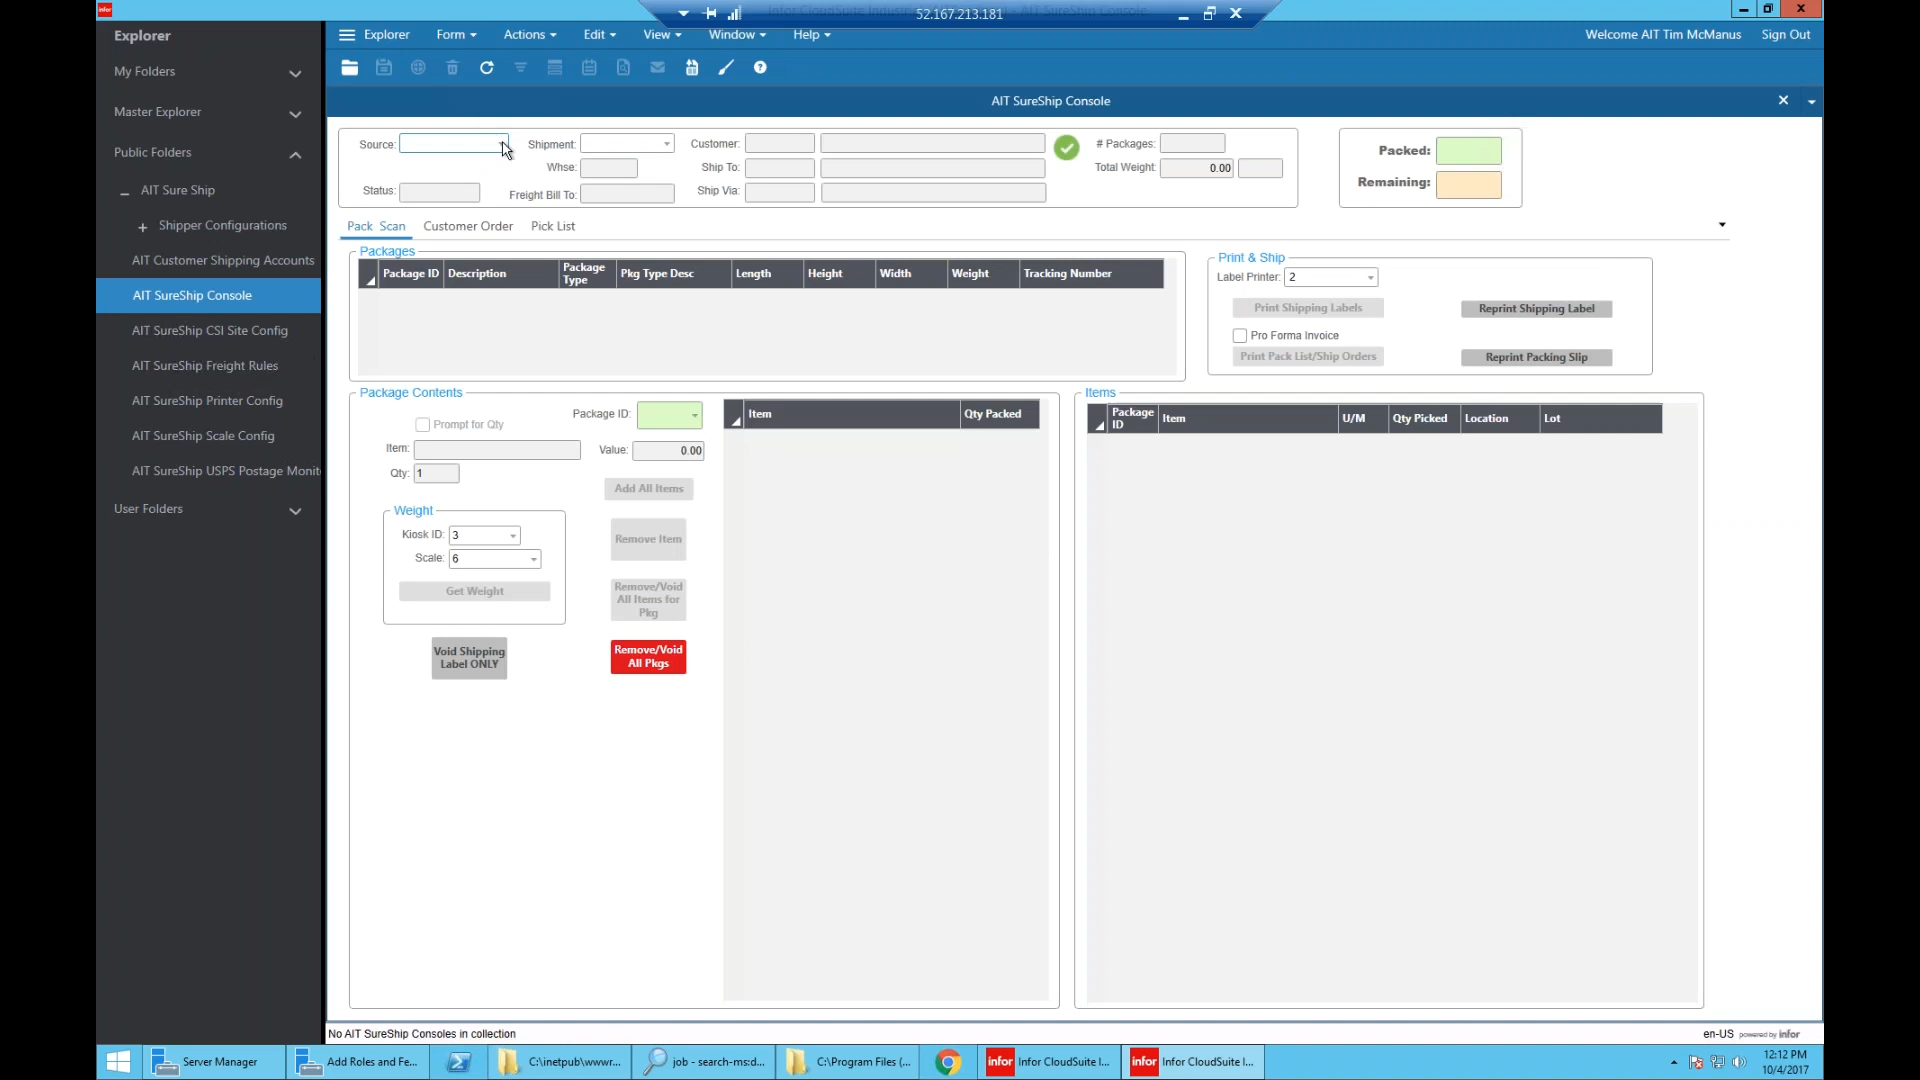 infor
52.167.213.181
Explorer
Explorer Form Actions Edit View Window Help
Welcome AIT Tim McManus Sign Out
My Folders
Master Explorer
Public Folders
AIT Sure Ship
Shipper Configurations
AIT Customer Shipping Accounts
AIT SureShip Console
AIT SureShip CSI Site Config
AIT SureShip Freight Rules
AIT SureShip Printer Config
AIT SureShip Scale Config
AIT SureShip USPS Postage Monit
User Folders
AIT SureShip Console
Source: Shipment: Customer: # Packages:
Whse: Ship To: Total Weight: 0.00
Status: Freight Bill To: Ship Via:
Packed:
Remaining:
Pack Scan Customer Order Pick List
Packages
Package ID Description Package Type Pkg Type Desc Length Height Width Weight Tracking Number
Print & Ship
Label Printer: 2
Print Shipping Labels Reprint Shipping Label
Pro Forma Invoice
Print Pack List/Ship Orders Reprint Packing Slip
Package Contents
Prompt for Qty Package ID:
Item: Value: 0.00
Qty: 1
Add All Items
Weight
Kiosk ID: 3
Scale: 6
Get Weight
Remove Item
Remove/Void
All Items for
Pkg
Void Shipping
Label ONLY
Remove/Void
All Pkgs
Item Qty Packed
Items
Package ID Item U/M Qty Picked Location Lot
No AIT SureShip Consoles in collection
en-US powered by infor
Server Manager Add Roles and Fe... C:\inetpub\wwwr... job - search-ms:d... C:\Program Files (... infor Infor CloudSuite I... infor Infor CloudSuite I...
12:12 PM
10/4/2017